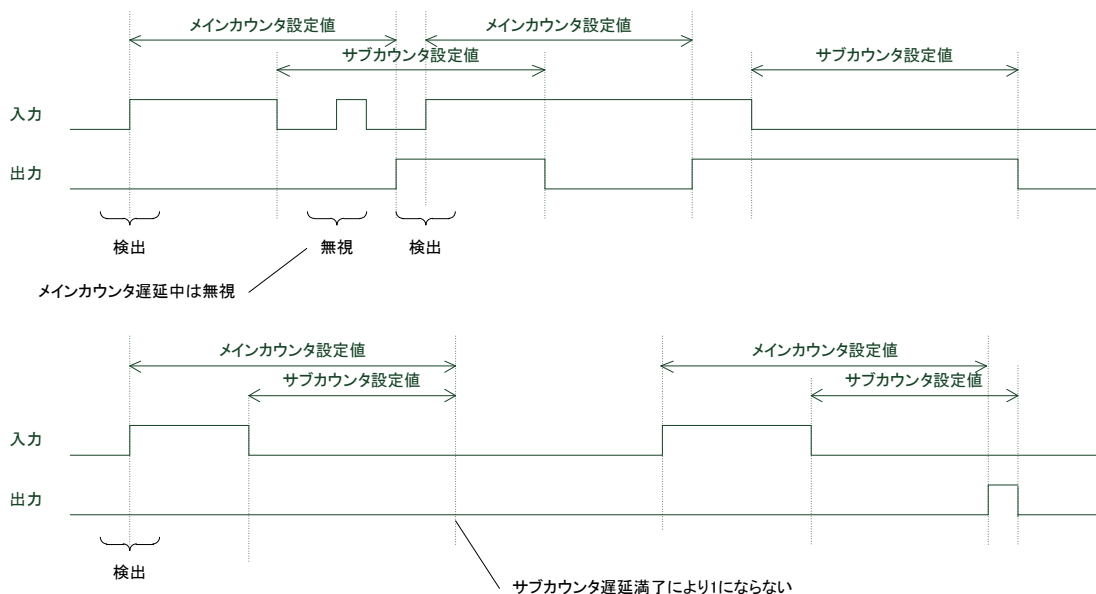 メインカウンタ設定値
メインカウンタ設定値
サブカウンタ設定値
サブカウンタ設定値
入力
出力
検出
無視
検出
メインカウンタ遅延中は無視
メインカウンタ設定値
メインカウンタ設定値
サブカウンタ設定値
サブカウンタ設定値
入力
出力
検出
サブカウンタ遅延満了により1にならない